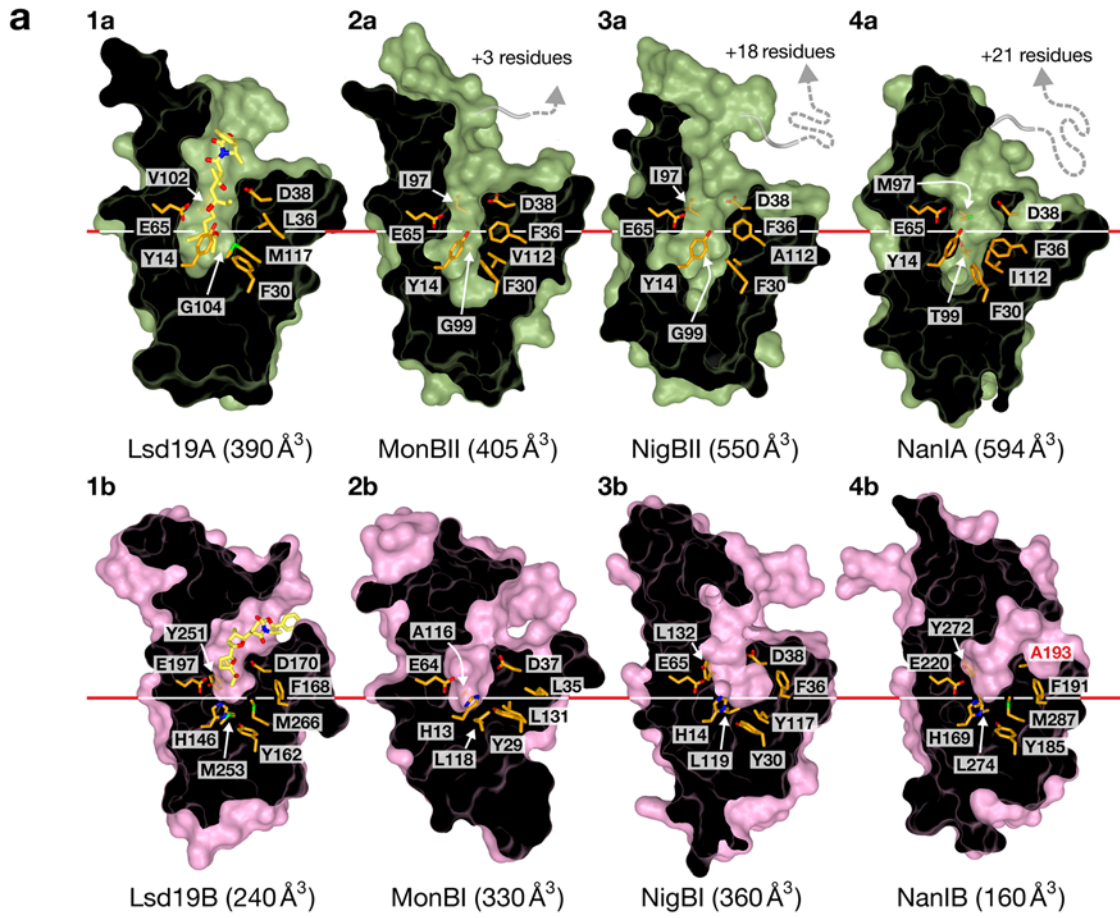 a
1a
2a
3a
4a
+3 residues
+18 residues
+21 residues
V102
E65
Y14
G104
D38
L36
M117
F30
I97
E65
Y14
G99
D38
F36
V112
F30
I97
E65
Y14
G99
D38
F36
A112
F30
M97
E65
Y14
T99
D38
F36
I112
F30
Lsd19A (390 Å³)
MonBII (405 Å³)
NigBII (550 Å³)
NanIA (594 Å³)
1b
2b
3b
4b
Y251
E197
H146
M253
D170
F168
M266
Y162
A116
E64
H13
L118
D37
L35
L131
Y29
L132
E65
H14
L119
D38
F36
Y117
Y30
Y272
E220
H169
L274
A193
F191
M287
Y185
Lsd19B (240 Å³)
MonBI (330 Å³)
NigBI (360 Å³)
NanIB (160 Å³)